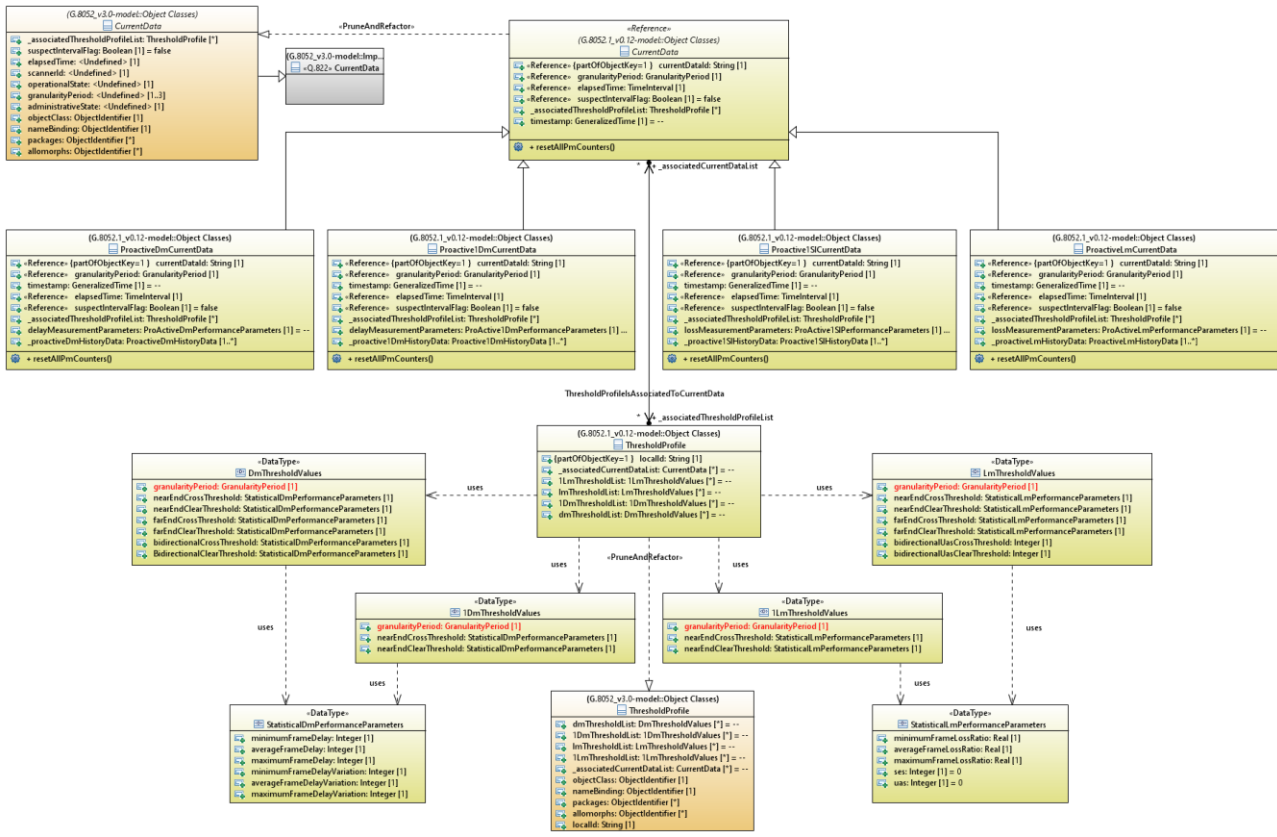 (G.8052_v3.0-model::Object Classes)
CurrentData
_associatedThresholdProfileList: ThresholdProfile [*]
suspectIntervalFlag: Boolean [1] = false
elapsedTime: <Undefined> [1]
scannerId: <Undefined> [1]
operationalState: <Undefined> [1]
granularityPeriod: <Undefined> [1..3]
administrativeState: <Undefined> [1]
objectClass: ObjectIdentifier [1]
nameBinding: ObjectIdentifier [1]
packages: ObjectIdentifier [*]
allomorphs: ObjectIdentifier [*]
(G.8052_v3.0-model::Imp...
«Q.822» CurrentData
«PruneAndRefactor»
«Reference»
(G.8052.1_v0.12-model::Object Classes)
CurrentData
«Reference» {partOfObjectKey=1 } currentDataId: String [1]
«Reference» granularityPeriod: GranularityPeriod [1]
«Reference» elapsedTime: TimeInterval [1]
«Reference» suspectIntervalFlag: Boolean [1] = false
_associatedThresholdProfileList: ThresholdProfile [*]
timestamp: GeneralizedTime [1] = --
+ resetAllPmCounters()
* + _associatedCurrentDataList
(G.8052.1_v0.12-model::Object Classes)
ProactiveDmCurrentData
«Reference» {partOfObjectKey=1 } currentDataId: String [1]
«Reference» granularityPeriod: GranularityPeriod [1]
timestamp: GeneralizedTime [1] = --
«Reference» elapsedTime: TimeInterval [1]
«Reference» suspectIntervalFlag: Boolean [1] = false
_associatedThresholdProfileList: ThresholdProfile [*]
delayMeasurementParameters: ProActiveDmPerformanceParameters [1] = --
_proactiveDmHistoryData: ProactiveDmHistoryData [1..*]
+ resetAllPmCounters()
(G.8052.1_v0.12-model::Object Classes)
Proactive1DmCurrentData
«Reference» {partOfObjectKey=1 } currentDataId: String [1]
«Reference» granularityPeriod: GranularityPeriod [1]
timestamp: GeneralizedTime [1] = --
«Reference» elapsedTime: TimeInterval [1]
«Reference» suspectIntervalFlag: Boolean [1] = false
_associatedThresholdProfileList: ThresholdProfile [*]
delayMeasurementParameters: ProActive1DmPerformanceParameters [1] ...
_proactive1DmHistoryData: Proactive1DmHistoryData [1..*]
+ resetAllPmCounters()
(G.8052.1_v0.12-model::Object Classes)
Proactive1SlCurrentData
«Reference» {partOfObjectKey=1 } currentDataId: String [1]
«Reference» granularityPeriod: GranularityPeriod [1]
timestamp: GeneralizedTime [1] = --
«Reference» elapsedTime: TimeInterval [1]
«Reference» suspectIntervalFlag: Boolean [1] = false
_associatedThresholdProfileList: ThresholdProfile [*]
lossMeasurementParameters: ProActive1SlPerformanceParameters [1] ...
_proactive1SlHistoryData: Proactive1SlHistoryData [1..*]
+ resetAllPmCounters()
(G.8052.1_v0.12-model::Object Classes)
ProactiveLmCurrentData
«Reference» {partOfObjectKey=1 } currentDataId: String [1]
«Reference» granularityPeriod: GranularityPeriod [1]
timestamp: GeneralizedTime [1] = --
«Reference» elapsedTime: TimeInterval [1]
«Reference» suspectIntervalFlag: Boolean [1] = false
_associatedThresholdProfileList: ThresholdProfile [*]
lossMeasurementParameters: ProActiveLmPerformanceParameters [1] = --
_proactiveLmHistoryData: ProactiveLmHistoryData [1..*]
+ resetAllPmCounters()
ThresholdProfileIsAssociatedToCurrentData
* + _associatedThresholdProfileList
(G.8052.1_v0.12-model::Object Classes)
ThresholdProfile
{partOfObjectKey=1 } localId: String [1]
_associatedCurrentDataList: CurrentData [*] = --
1LmThresholdList: 1LmThresholdValues [*] = --
lmThresholdList: LmThresholdValues [*] = --
1DmThresholdList: 1DmThresholdValues [*] = --
dmThresholdList: DmThresholdValues [*] = --
«DataType»
DmThresholdValues
granularityPeriod: GranularityPeriod [1]
nearEndCrossThreshold: StatisticalDmPerformanceParameters [1]
nearEndClearThreshold: StatisticalDmPerformanceParameters [1]
farEndCrossThreshold: StatisticalDmPerformanceParameters [1]
farEndClearThreshold: StatisticalDmPerformanceParameters [1]
bidirectionalCrossThreshold: StatisticalDmPerformanceParameters [1]
BidirectionalClearThreshold: StatisticalDmPerformanceParameters [1]
uses
uses
«DataType»
LmThresholdValues
granularityPeriod: GranularityPeriod [1]
nearEndCrossThreshold: StatisticalLmPerformanceParameters [1]
nearEndClearThreshold: StatisticalLmPerformanceParameters [1]
farEndCrossThreshold: StatisticalLmPerformanceParameters [1]
farEndClearThreshold: StatisticalLmPerformanceParameters [1]
bidirectionalUasCrossThreshold: Integer [1]
bidirectionalUasClearThreshold: Integer [1]
«PruneAndRefactor»
uses
uses
«DataType»
1DmThresholdValues
granularityPeriod: GranularityPeriod [1]
nearEndCrossThreshold: StatisticalDmPerformanceParameters [1]
nearEndClearThreshold: StatisticalDmPerformanceParameters [1]
«DataType»
1LmThresholdValues
granularityPeriod: GranularityPeriod [1]
nearEndCrossThreshold: StatisticalLmPerformanceParameters [1]
nearEndClearThreshold: StatisticalLmPerformanceParameters [1]
uses
uses
uses
uses
«DataType»
StatisticalDmPerformanceParameters
minimumFrameDelay: Integer [1]
averageFrameDelay: Integer [1]
maximumFrameDelay: Integer [1]
minimumFrameDelayVariation: Integer [1]
averageFrameDelayVariation: Integer [1]
maximumFrameDelayVariation: Integer [1]
(G.8052_v3.0-model::Object Classes)
ThresholdProfile
dmThresholdList: DmThresholdValues [*] = --
1DmThresholdList: 1DmThresholdValues [*] = --
lmThresholdList: LmThresholdValues [*] = --
1LmThresholdList: 1LmThresholdValues [*] = --
_associatedCurrentDataList: CurrentData [*] = --
objectClass: ObjectIdentifier [1]
nameBinding: ObjectIdentifier [1]
packages: ObjectIdentifier [*]
allomorphs: ObjectIdentifier [*]
localId: String [1]
«DataType»
StatisticalLmPerformanceParameters
minimumFrameLossRatio: Real [1]
averageFrameLossRatio: Real [1]
maximumFrameLossRatio: Real [1]
ses: Integer [1] = 0
uas: Integer [1] = 0